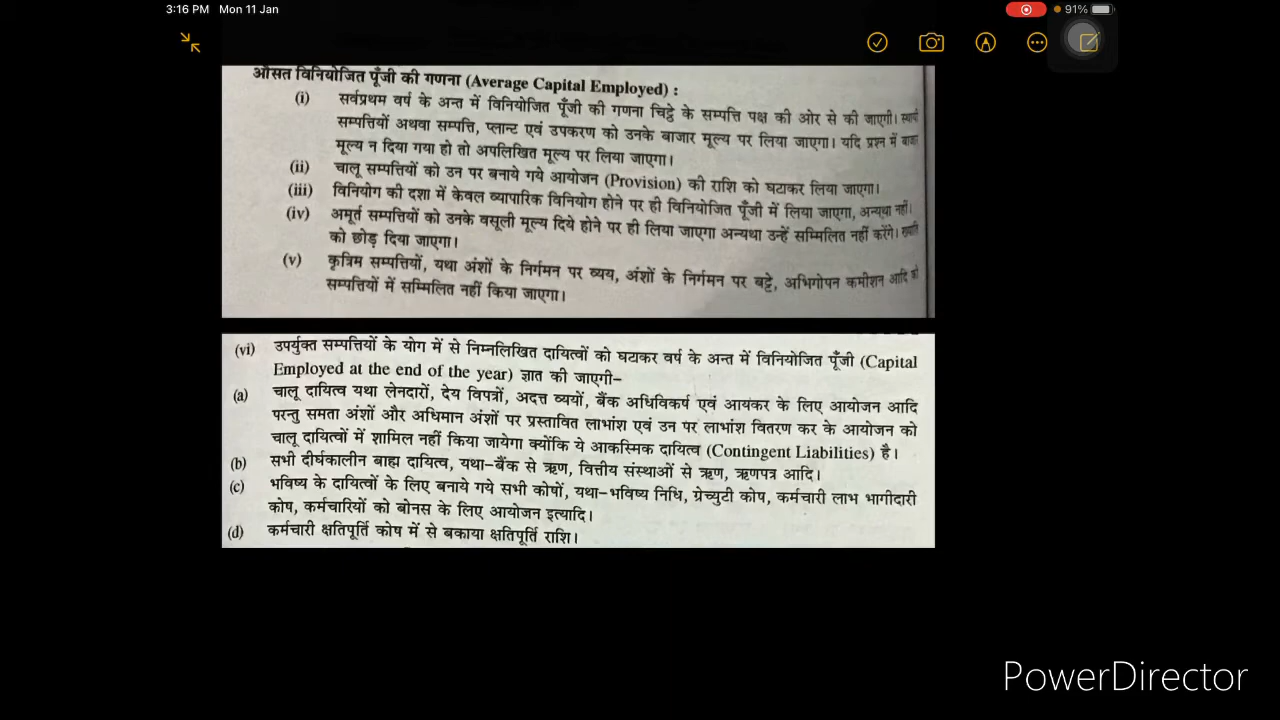 3:16 PM Mon 11 Jan
91%
औसत विनियोजित पूँजी की गणना (Average Capital Employed) :
(i) सर्वप्रथम वर्ष के अन्त में विनियोजित पूँजी की गणना चिट्ठे के सम्पत्ति पक्ष की ओर से की जाएगी। स्थायी
सम्पत्तियों अथवा सम्पत्ति, प्लान्ट एवं उपकरण को उनके बाजार मूल्य पर लिया जाएगा। यदि प्रश्न में बाजार
मूल्य न दिया गया हो तो अपलिखित मूल्य पर लिया जाएगा।
(ii) चालू सम्पत्तियों को उन पर बनाये गये आयोजन (Provision) की राशि को घटाकर लिया जाएगा।
(iii) विनियोग की दशा में केवल व्यापारिक विनियोग होने पर ही विनियोजित पूँजी में लिया जाएगा, अन्यथा नहीं।
(iv) अमूर्त सम्पत्तियों को उनके वसूली मूल्य दिये होने पर ही लिया जाएगा अन्यथा उन्हें सम्मिलित नहीं करेंगे। ख्याति
को छोड़ दिया जाएगा।
(v) कृत्रिम सम्पत्तियों, यथा अंशों के निर्गमन पर व्यय, अंशों के निर्गमन पर बट्टे, अभिगोपन कमीशन आदि को
सम्पत्तियों में सम्मिलित नहीं किया जाएगा।
(vi) उपर्युक्त सम्पत्तियों के योग में से निम्नलिखित दायित्वों को घटाकर वर्ष के अन्त में विनियोजित पूँजी (Capital
Employed at the end of the year) ज्ञात की जाएगी–
(a) चालू दायित्व यथा लेनदारों, देय विपत्रों, अदत्त व्ययों, बैंक अधिविकर्ष एवं आयकर के लिए आयोजन आदि
परन्तु समता अंशों और अधिमान अंशों पर प्रस्तावित लाभांश एवं उन पर लाभांश वितरण कर के आयोजन को
चालू दायित्वों में शामिल नहीं किया जायेगा क्योंकि ये आकस्मिक दायित्व (Contingent Liabilities) है।
(b) सभी दीर्घकालीन बाह्य दायित्व, यथा–बैंक से ऋण, वित्तीय संस्थाओं से ऋण, ऋणपत्र आदि।
(c) भविष्य के दायित्वों के लिए बनाये गये सभी कोषों, यथा–भविष्य निधि, ग्रेच्युटी कोष, कर्मचारी लाभ भागीदारी
कोष, कर्मचारियों को बोनस के लिए आयोजन इत्यादि।
(d) कर्मचारी क्षतिपूर्ति कोष में से बकाया क्षतिपूर्ति राशि।
PowerDirector